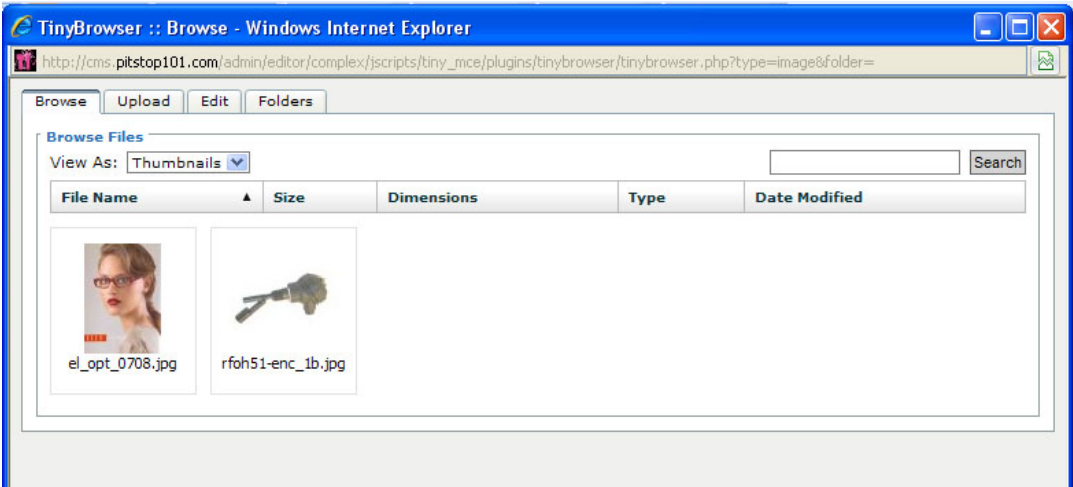 TinyBrowser :: Browse - Windows Internet Explorer
http://cms.pitstop101.com/admin/editor/complex/jscripts/tiny_mce/plugins/tinybrowser/tinybrowser.php?type=image&folder=
Browse Upload Edit Folders
Browse Files
View As: Thumbnails Search
File Name Size Dimensions Type Date Modified
el_opt_0708.jpg rfoh51-enc_1b.jpg